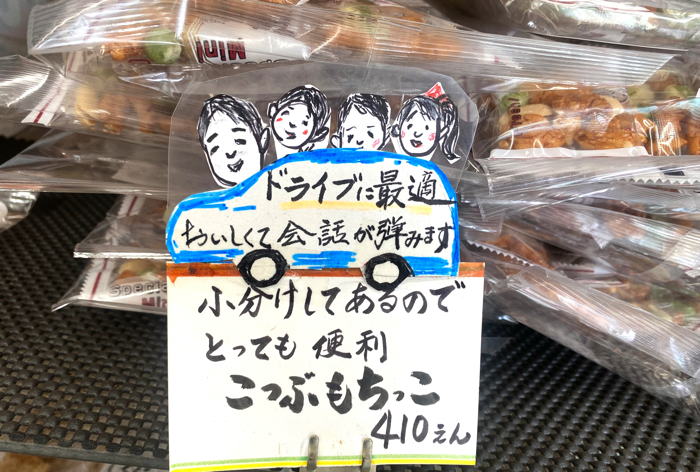 ドライブに最適
おいしくて会話が弾みます
小分けしてあるので
とっても便利
こつぶもちっこ
410えん
Special